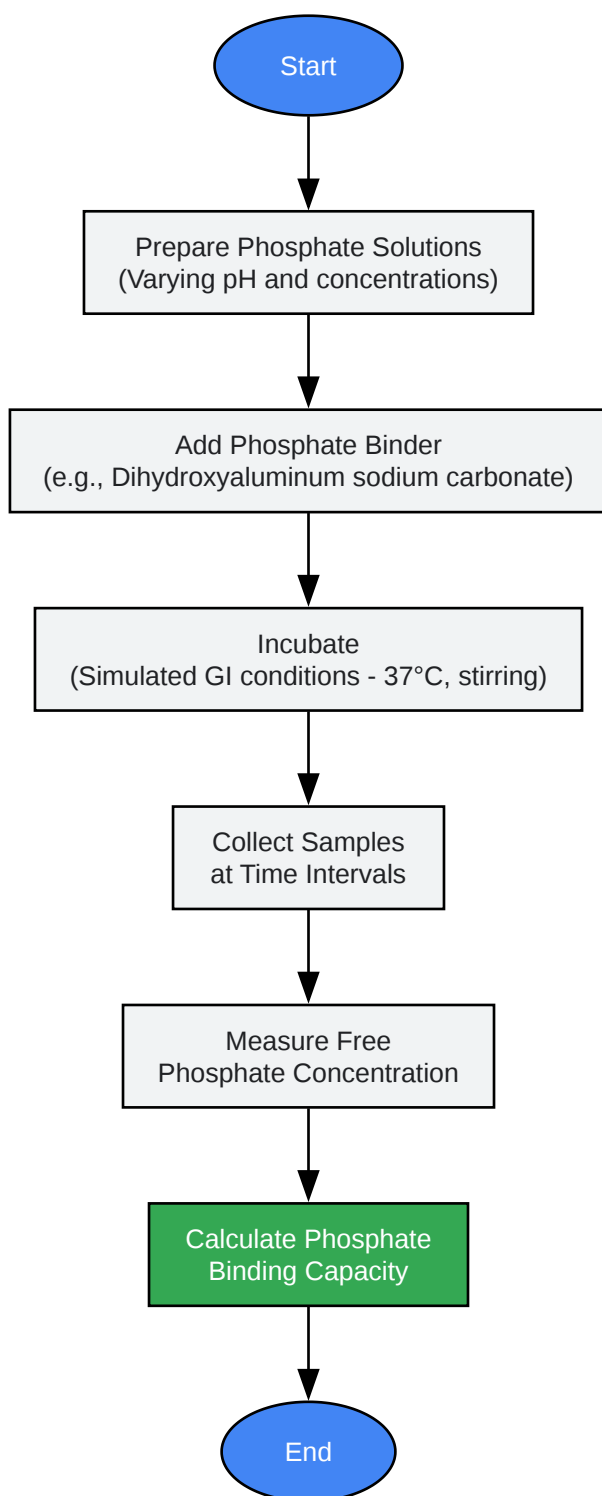 Start
Prepare Phosphate Solutions
(Varying pH and concentrations)
Add Phosphate Binder
(e.g., Dihydroxyaluminum sodium carbonate)
Incubate
(Simulated GI conditions - 37°C, stirring)
Collect Samples
at Time Intervals
Measure Free
Phosphate Concentration
Calculate Phosphate
Binding Capacity
End